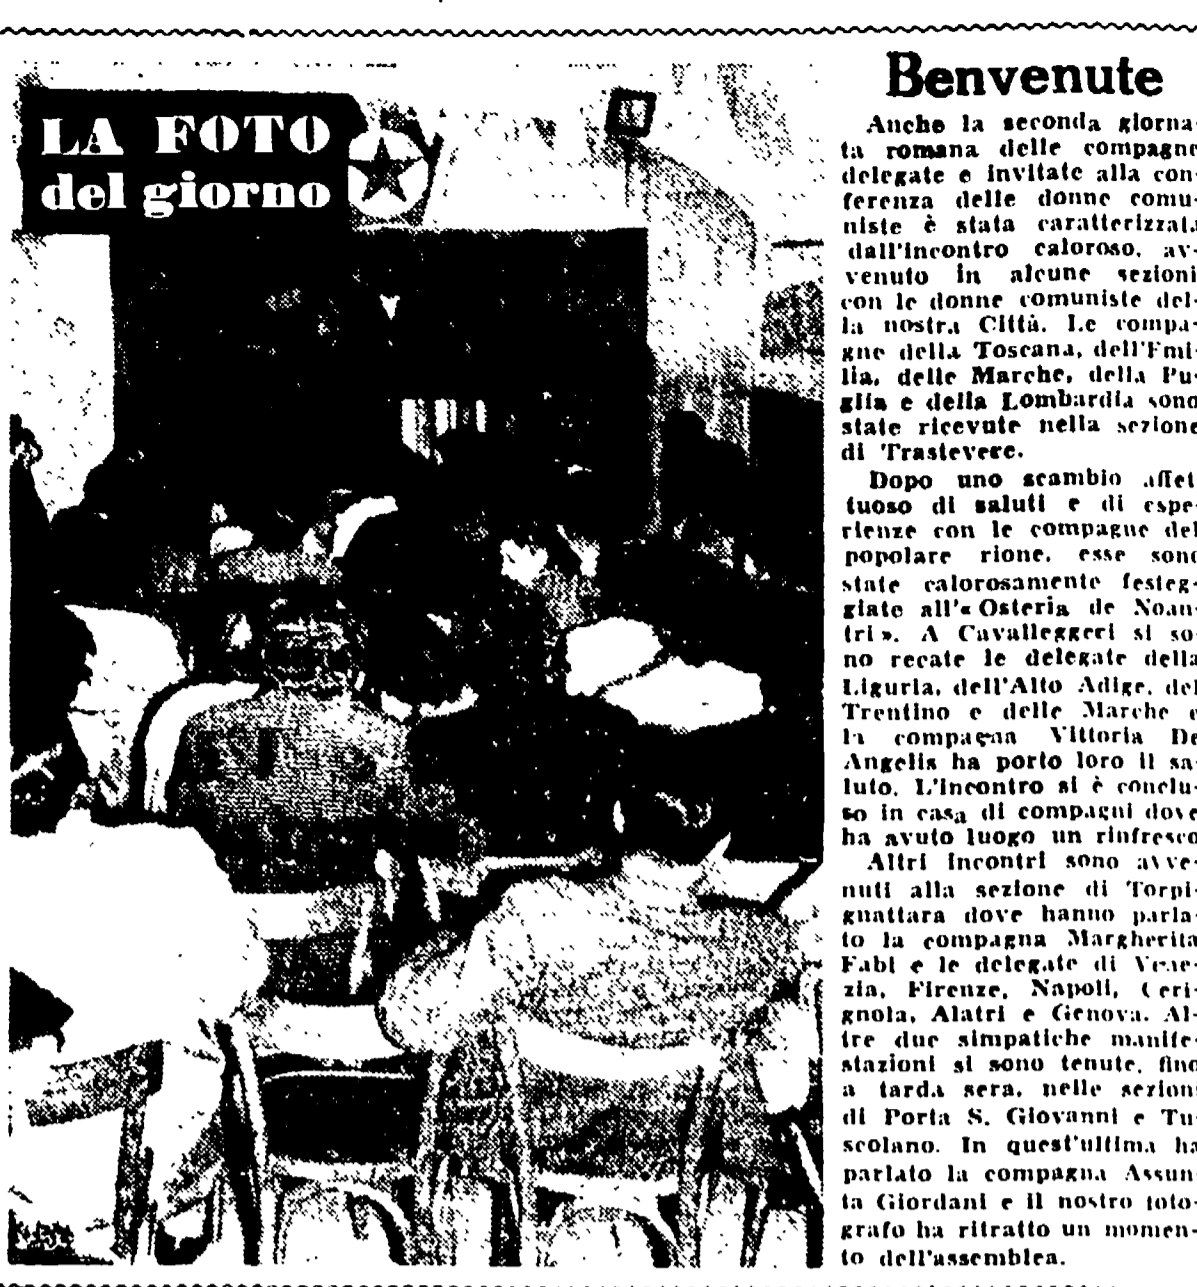 LA FOTO
del giorno
Benvenute
Anche la seconda giorna-
ta romana delle compagne
delegate e invitate alla con-
ferenza delle donne comu-
niste è stata caratterizzata
dall'incontro caloroso, av-
venuto in alcune sezioni
con le donne comuniste del-
la nostra Città. Le compa-
gne della Toscana, dell'Emi-
lia, delle Marche, della Pu-
glia e della Lombardia sono
state ricevute nella sezione
di Trastevere.
Dopo uno scambio affet
tuoso di saluti e di espe-
rienze con le compagne del
popolare rione, esse sono
state calorosamente festeg-
giate all'« Osteria de Noan-
tri ». A Cavalleggeri si so-
no recate le delegate della
Liguria, dell'Alto Adige, del
Trentino e delle Marche e
la compagna Vittoria De
Angelis ha porto loro il sa-
luto. L'incontro si è conclu-
so in casa di compagni dove
ha avuto luogo un rinfresco
Altri incontri sono avve-
nuti alla sezione di Torpi-
gnattara dove hanno parla-
to la compagna Margherita
Fabi e le delegate di Vene-
zia, Firenze, Napoli, Ceri-
gnola, Alatri e Genova. Al-
tre due simpatiche manife-
stazioni si sono tenute, fino
a tarda sera, nelle sezioni
di Porta S. Giovanni e Tu-
scolano. In quest'ultima ha
parlato la compagna Assun-
ta Giordani e il nostro foto-
grafo ha ritratto un momen-
to dell'assemblea.